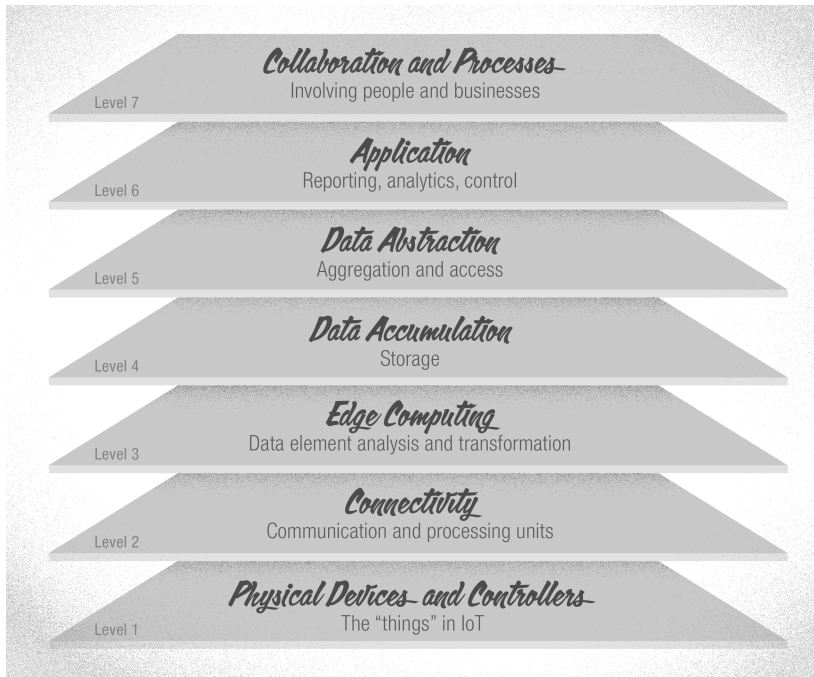 Collaboration and Processes
Involving people and businesses
Level 7
Application
Reporting, analytics, control
Level 6
Data Abstraction
Aggregation and access
Level 5
Data Accumulation
Storage
Level 4
Edge Computing
Data element analysis and transformation
Level 3
Connectivity
Communication and processing units
Level 2
Physical Devices and Controllers
The “things” in IoT
Level 1